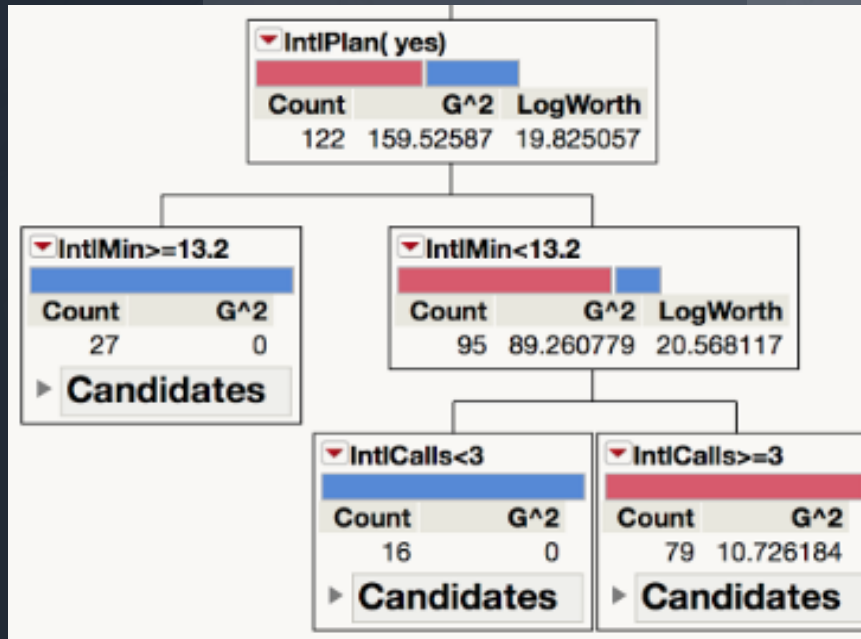 IntlPlan( yes)
Count G^2 LogWorth
122 159.52587 19.825057
IntlMin>=13.2
Count G^2
27 0
Candidates
IntlMin<13.2
Count G^2 LogWorth
95 89.260779 20.568117
IntlCalls<3
Count G^2
16 0
Candidates
IntlCalls>=3
Count G^2
79 10.726184
Candidates